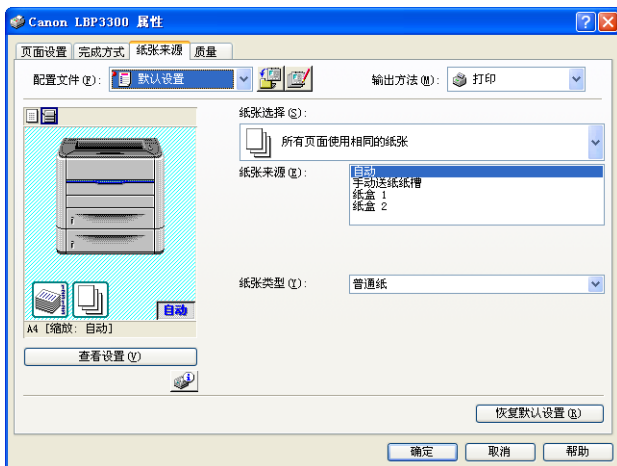 Canon LBP3300 属性
页面设置 完成方式 纸张来源 质量
配置文件(F): 默认设置 输出方法(M): 打印
纸张选择(S):
所有页面使用相同的纸张
纸张来源(E):
自动
手动送纸纸槽
纸盒 1
纸盒 2
纸张类型(Y): 普通纸
自动
A4 [缩放: 自动]
查看设置(V)
恢复默认设置(R)
确定 取消 帮助